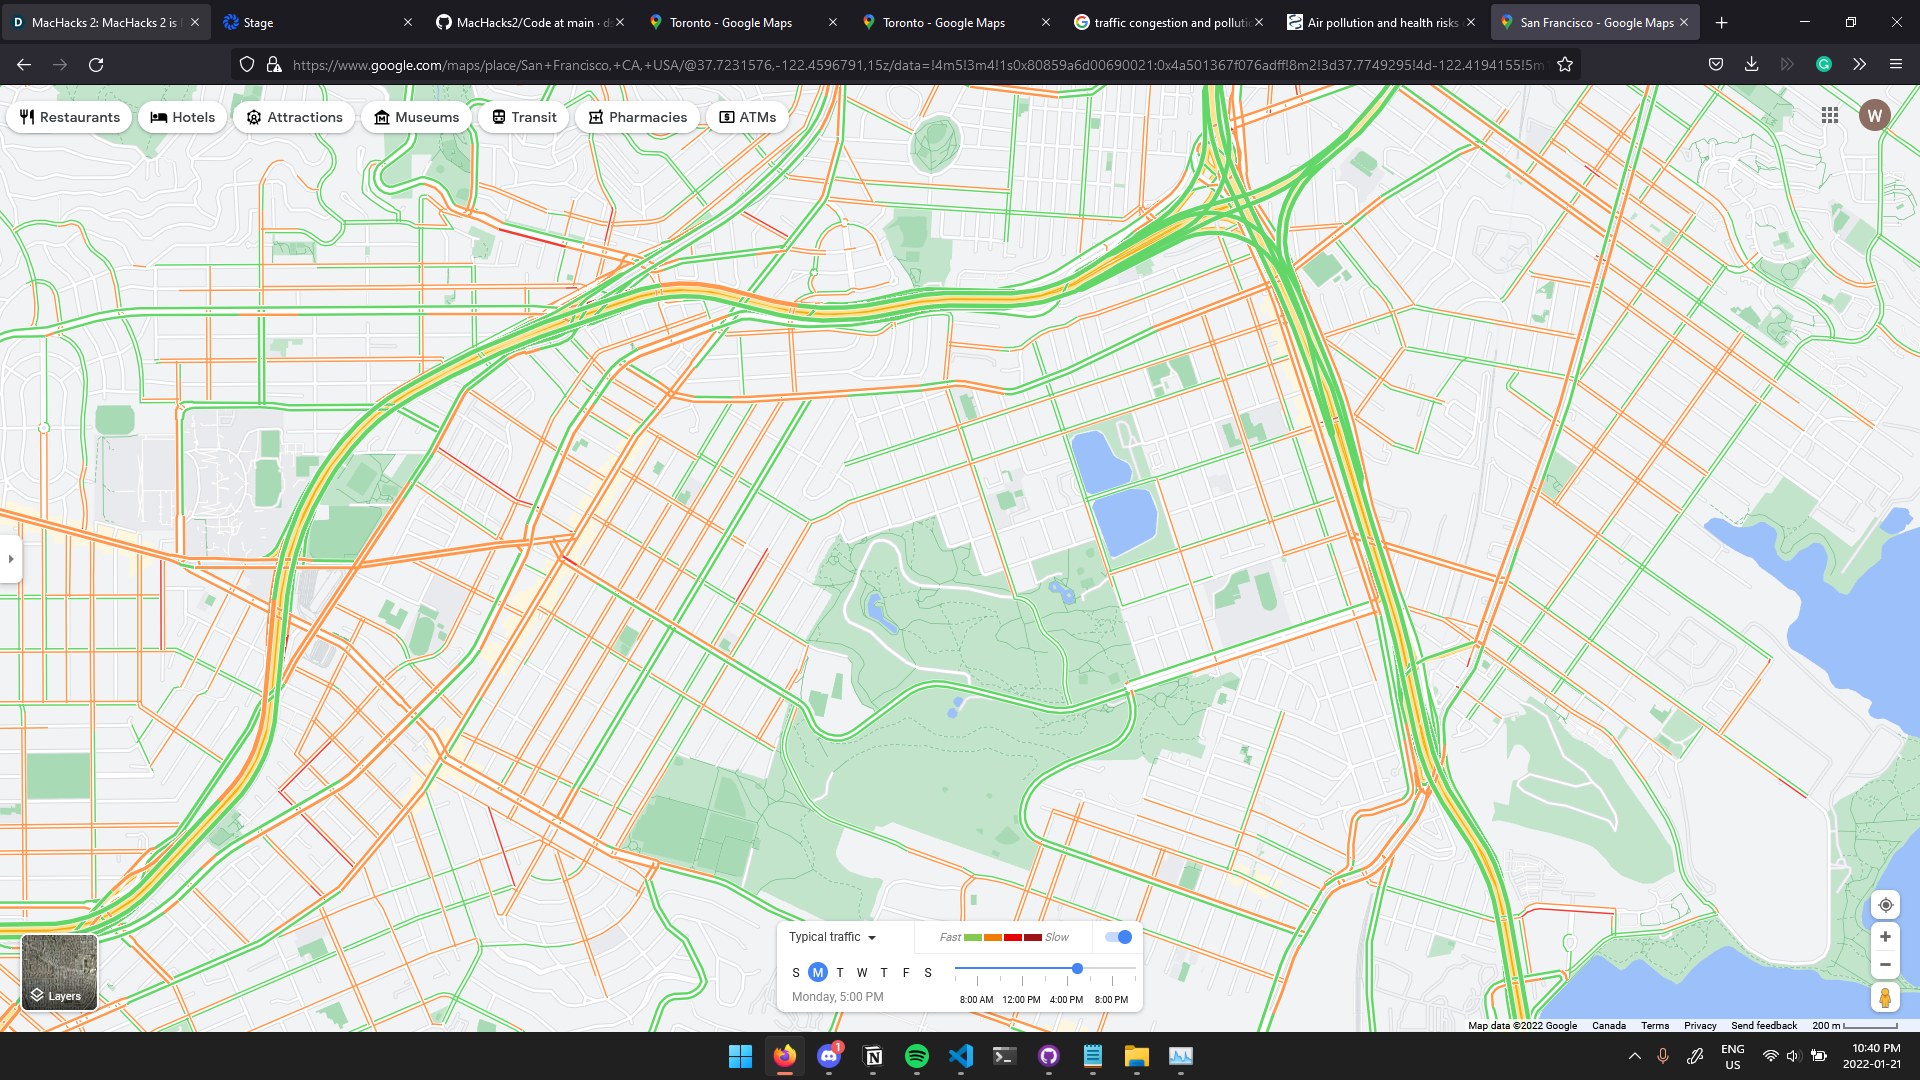 MacHacks 2: MacHacks 2 is
Stage
MacHacks2/Code at main · ds
Toronto - Google Maps
Toronto - Google Maps
traffic congestion and pollutio
Air pollution and health risks
San Francisco - Google Maps
https://www.google.com/maps/place/San+Francisco,+CA,+USA/@37.7231576,-122.4596791,15z/data=!4m5!3m4!1s0x80859a6d00690021:0x4a501367f076adff!8m2!3d37.7749295!4d-122.4194155!5m1
Restaurants
Hotels
Attractions
Museums
Transit
Pharmacies
ATMs
W
Layers
Typical traffic
Fast
Slow
S M T W T F S
Monday, 5:00 PM
8:00 AM 12:00 PM 4:00 PM 8:00 PM
Map data ©2022 Google Canada Terms Privacy Send feedback 200 m
1
ENG
US
10:40 PM
2022-01-21